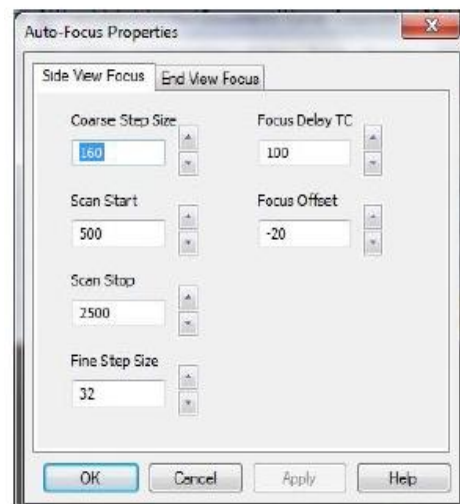 Auto-Focus Properties
Side View Focus
End View Focus
Coarse Step Size
160
Focus Delay TC
100
Scan Start
500
Focus Offset
-20
Scan Stop
2500
Fine Step Size
32
OK
Cancel
Apply
Help